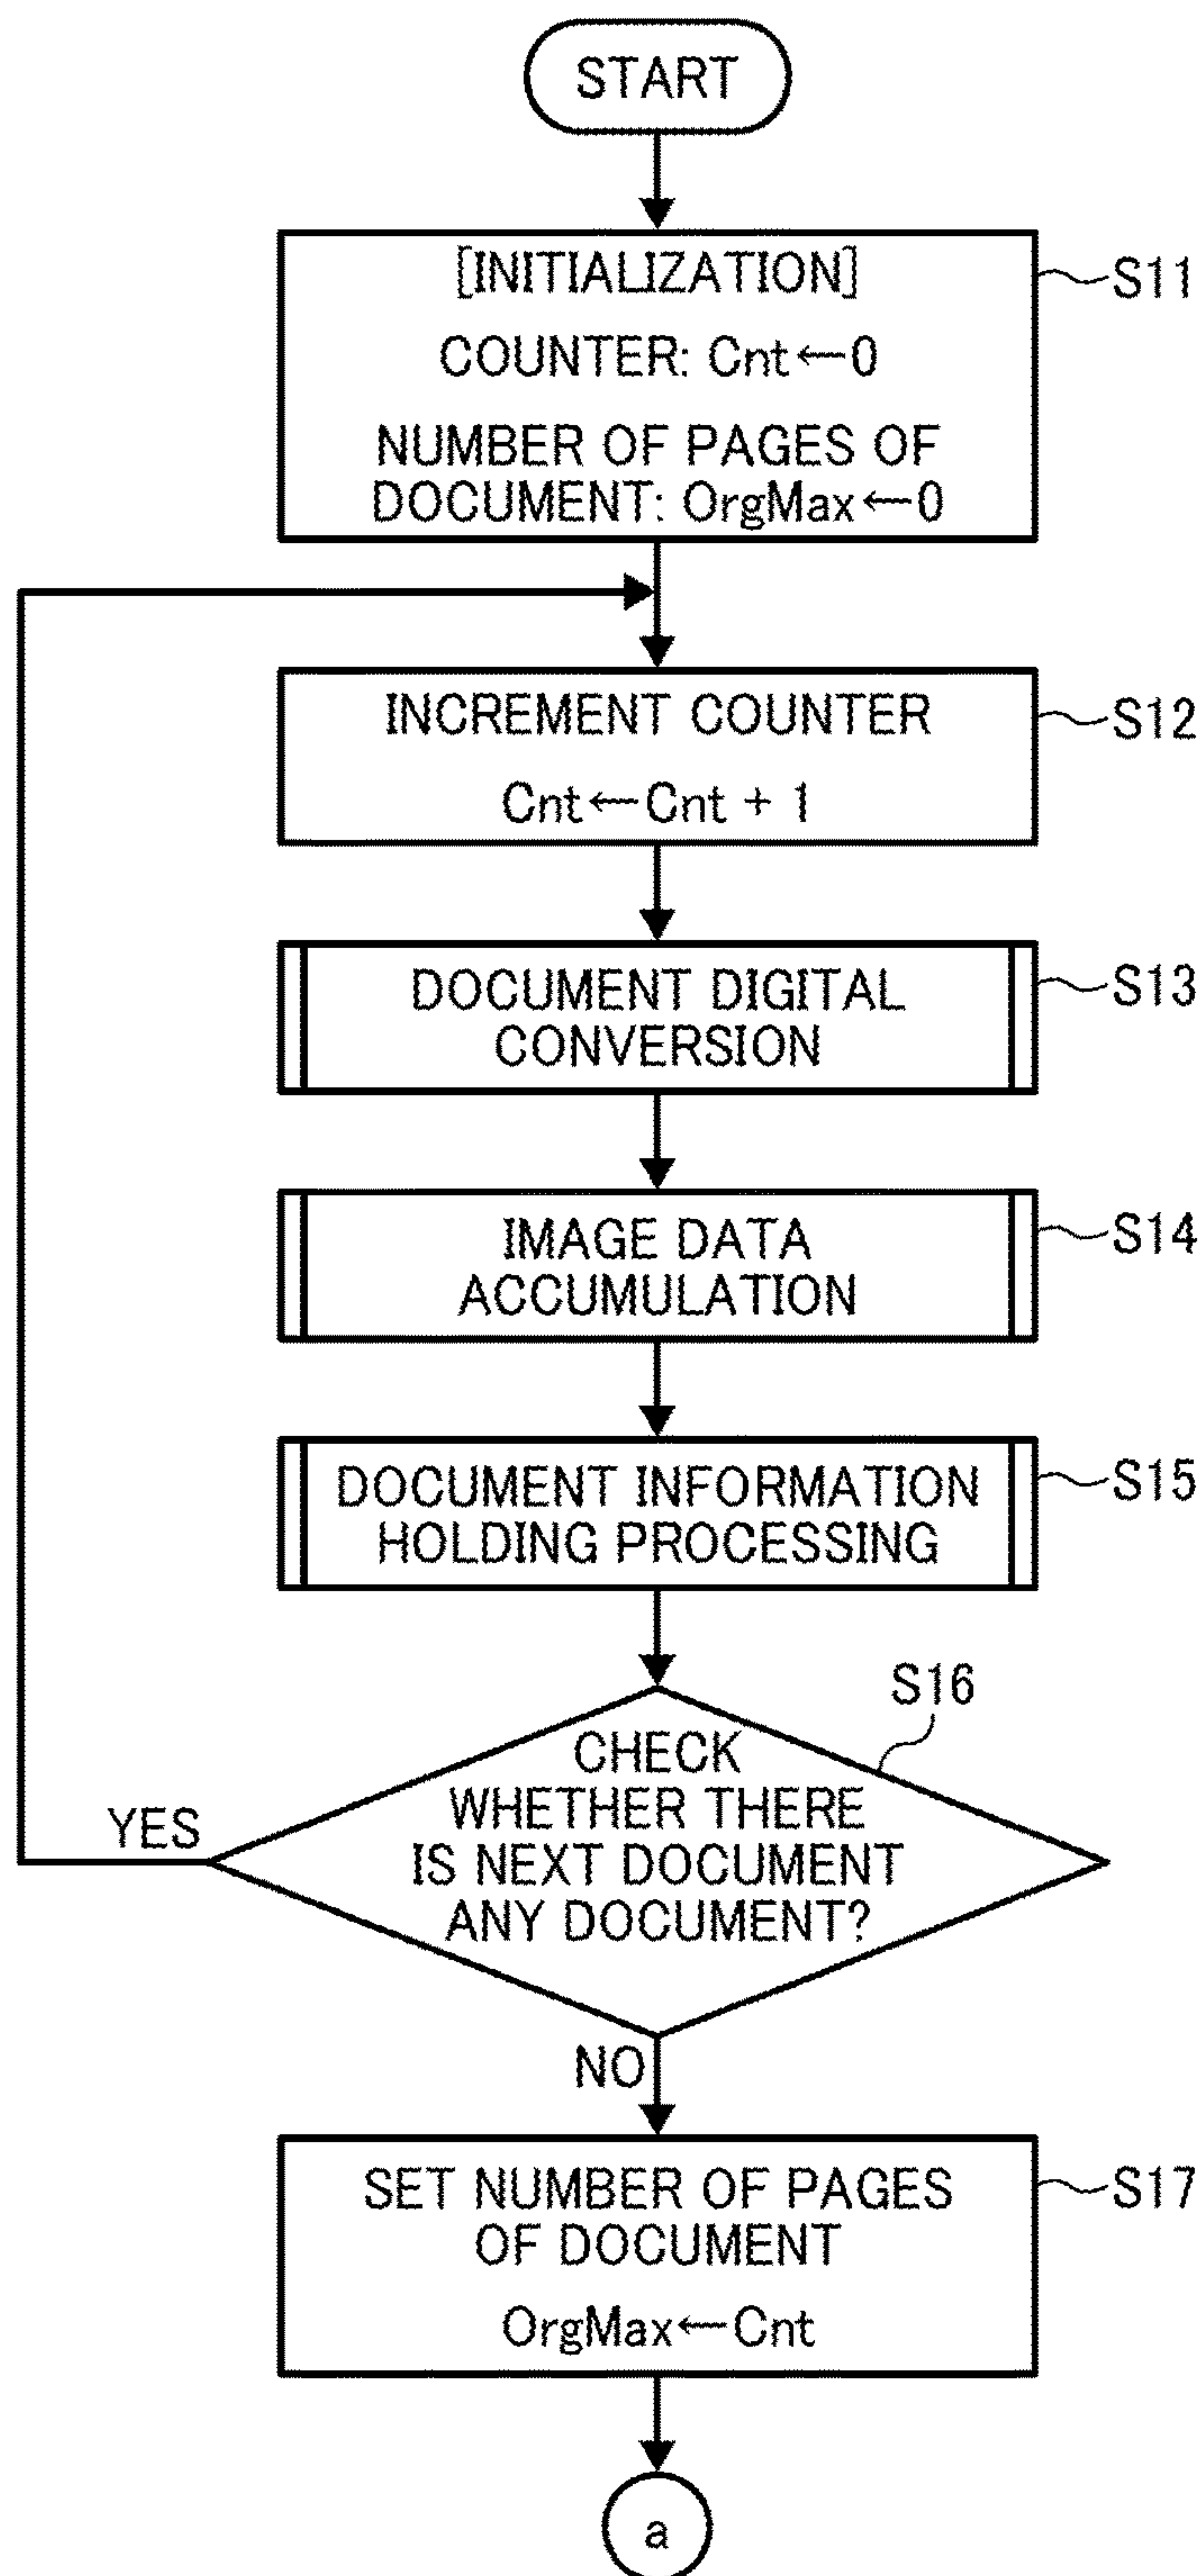 START
[INITIALIZATION]
S11
COUNTER: Cnt←0
NUMBER OF PAGES OF
DOCUMENT: OrgMax←0
INCREMENT COUNTER
S12
Cnt←Cnt + 1
DOCUMENT DIGITAL
S13
CONVERSION
IMAGE DATA
S14
ACCUMULATION
DOCUMENT INFORMATION
S15
HOLDING PROCESSING
S16
CHECK
WHETHER THERE
YES
IS NEXT DOCUMENT
ANY DOCUMENT?
NO
SET NUMBER OF PAGES
S17
OF DOCUMENT
OrgMax←Cnt
a